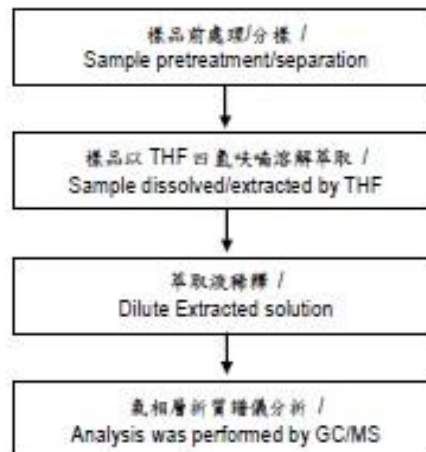 樣品前處理/分樣 /
Sample pretreatment/separation
樣品以 THF 四氫呋喃溶解萃取 /
Sample dissolved/extracted by THF
萃取液稀釋 /
Dilute Extracted solution
氣相層析質譜儀分析 /
Analysis was performed by GC/MS